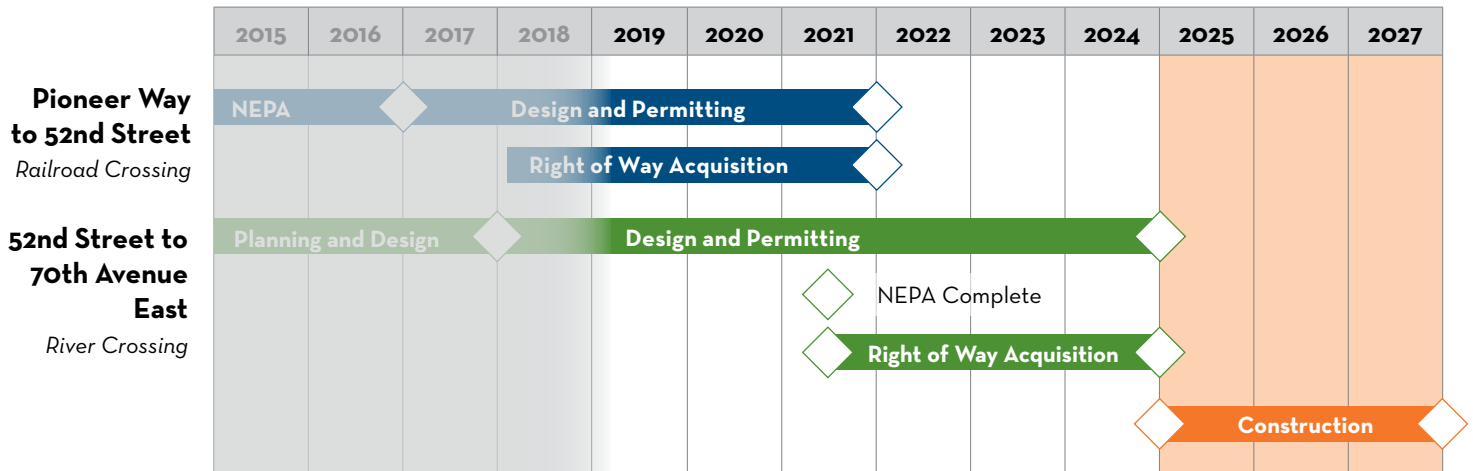 2015 2016 2017 2018 2019 2020 2021 2022 2023 2024 2025 2026 2027
Pioneer Way
to 52nd Street
Railroad Crossing
NEPA
Design and Permitting
Right of Way Acquisition
52nd Street to
70th Avenue
East
River Crossing
Planning and Design
Design and Permitting
NEPA Complete
Right of Way Acquisition
Construction